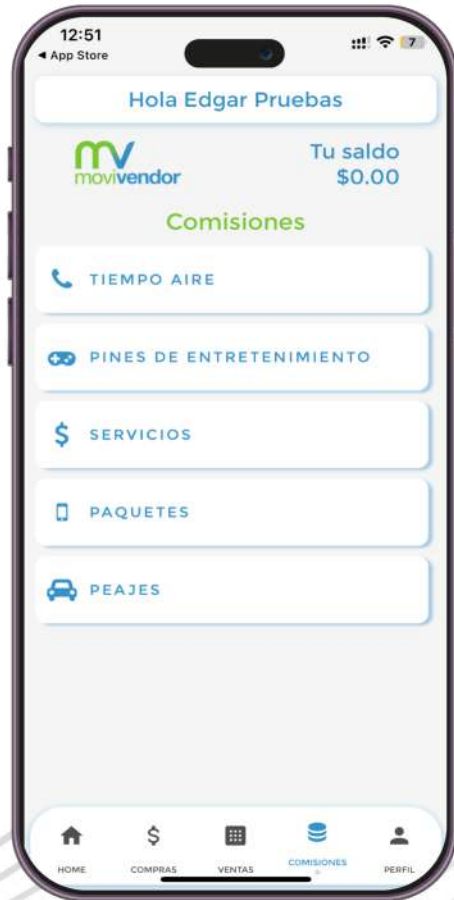 12:51
◀ App Store
7
Hola Edgar Pruebas
mv
movivendor
Tu saldo
$0.00
Comisiones
TIEMPO AIRE
PINES DE ENTRETENIMIENTO
$ SERVICIOS
PAQUETES
PEAJES
$
HOME COMPRAS VENTAS COMISIONES PERFIL